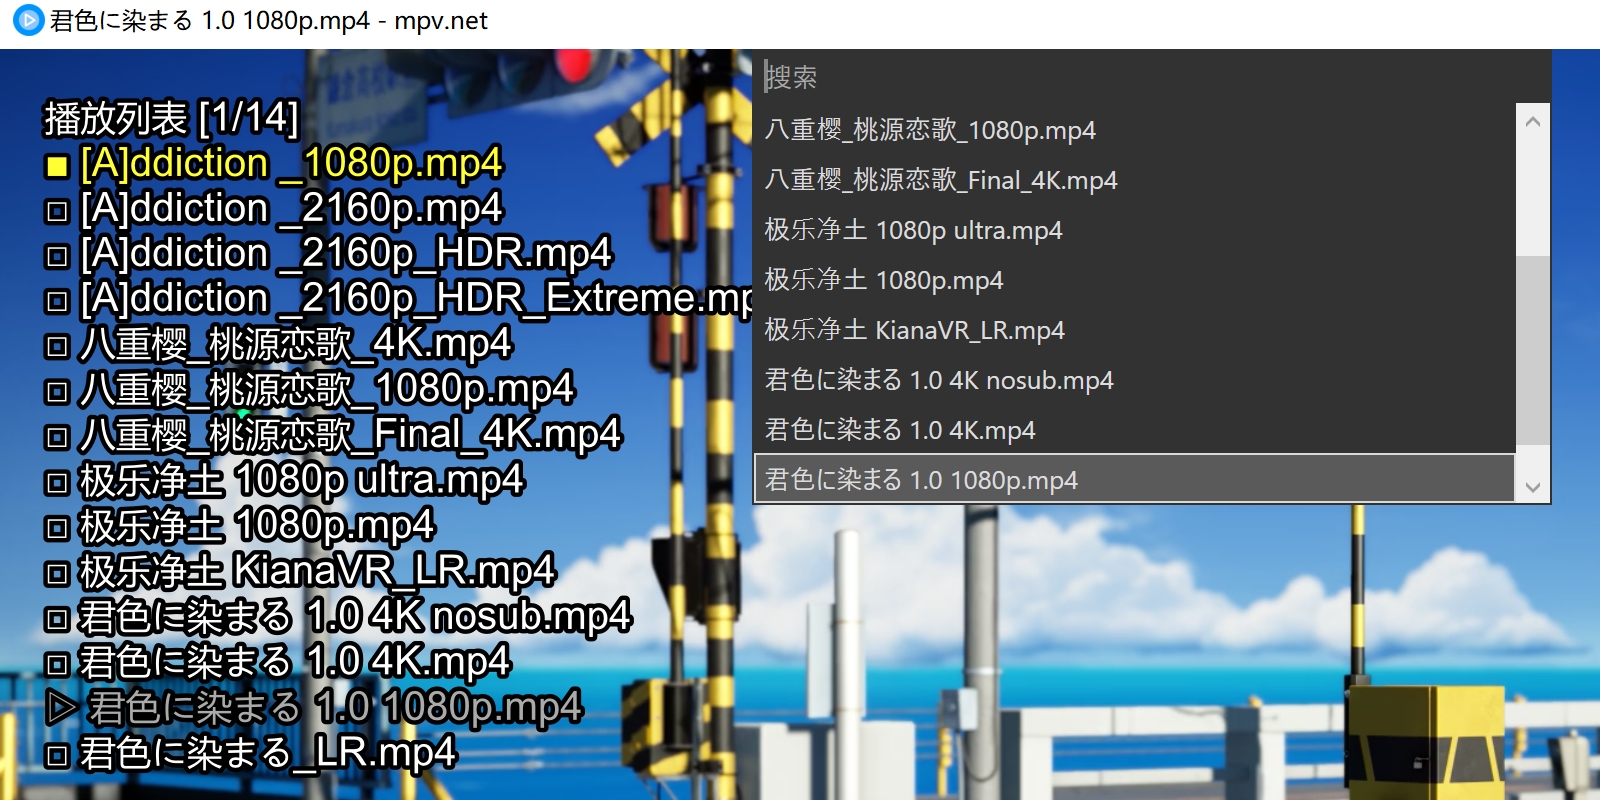 君色に染まる 1.0 1080p.mp4 - mpv.net
播放列表 [1/14]
[A]ddiction _1080p.mp4
[A]ddiction _2160p.mp4
[A]ddiction _2160p_HDR.mp4
[A]ddiction _2160p_HDR_Extreme.mp
八重樱_桃源恋歌_4K.mp4
八重樱_桃源恋歌_1080p.mp4
八重樱_桃源恋歌_Final_4K.mp4
极乐净土 1080p ultra.mp4
极乐净土 1080p.mp4
极乐净土 KianaVR_LR.mp4
君色に染まる 1.0 4K nosub.mp4
君色に染まる 1.0 4K.mp4
君色に染まる 1.0 1080p.mp4
君色に染まる_LR.mp4
搜索
八重樱_桃源恋歌_1080p.mp4
八重樱_桃源恋歌_Final_4K.mp4
极乐净土 1080p ultra.mp4
极乐净土 1080p.mp4
极乐净土 KianaVR_LR.mp4
君色に染まる 1.0 4K nosub.mp4
君色に染まる 1.0 4K.mp4
君色に染まる 1.0 1080p.mp4